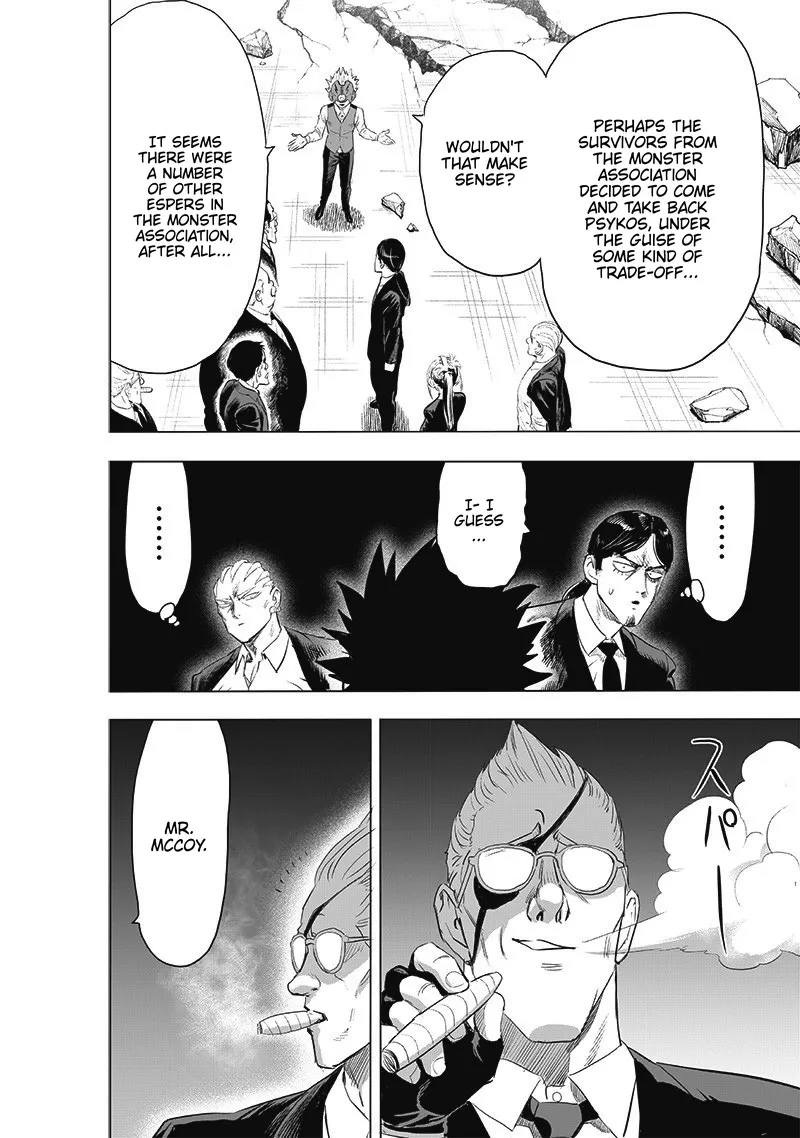 PERHAPS THE
SURVIVORS FROM
THE MONSTER
ASSOCIATION
DECIDED TO COME
AND TAKE BACK
PSYKOS, UNDER
THE GUISE OF
SOME KIND OF
TRADE-OFF...
WOULDN'T
THAT MAKE
SENSE?
IT SEEMS
THERE WERE
A NUMBER
OF OTHER
ESPERS IN
THE MONSTER
ASSOCIATION,
AFTER ALL...
......
I- I
GUESS
...
......
スパー
MR.
MCCOY.